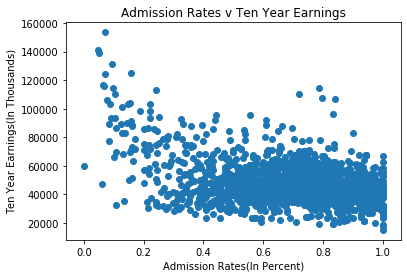 Admission Rates v Ten Year Earnings
160000
140000
120000
100000
80000
60000
40000
20000
Ten Year Earnings(In Thousands)
0.0 0.2 0.4 0.6 0.8 1.0
Admission Rates(In Percent)